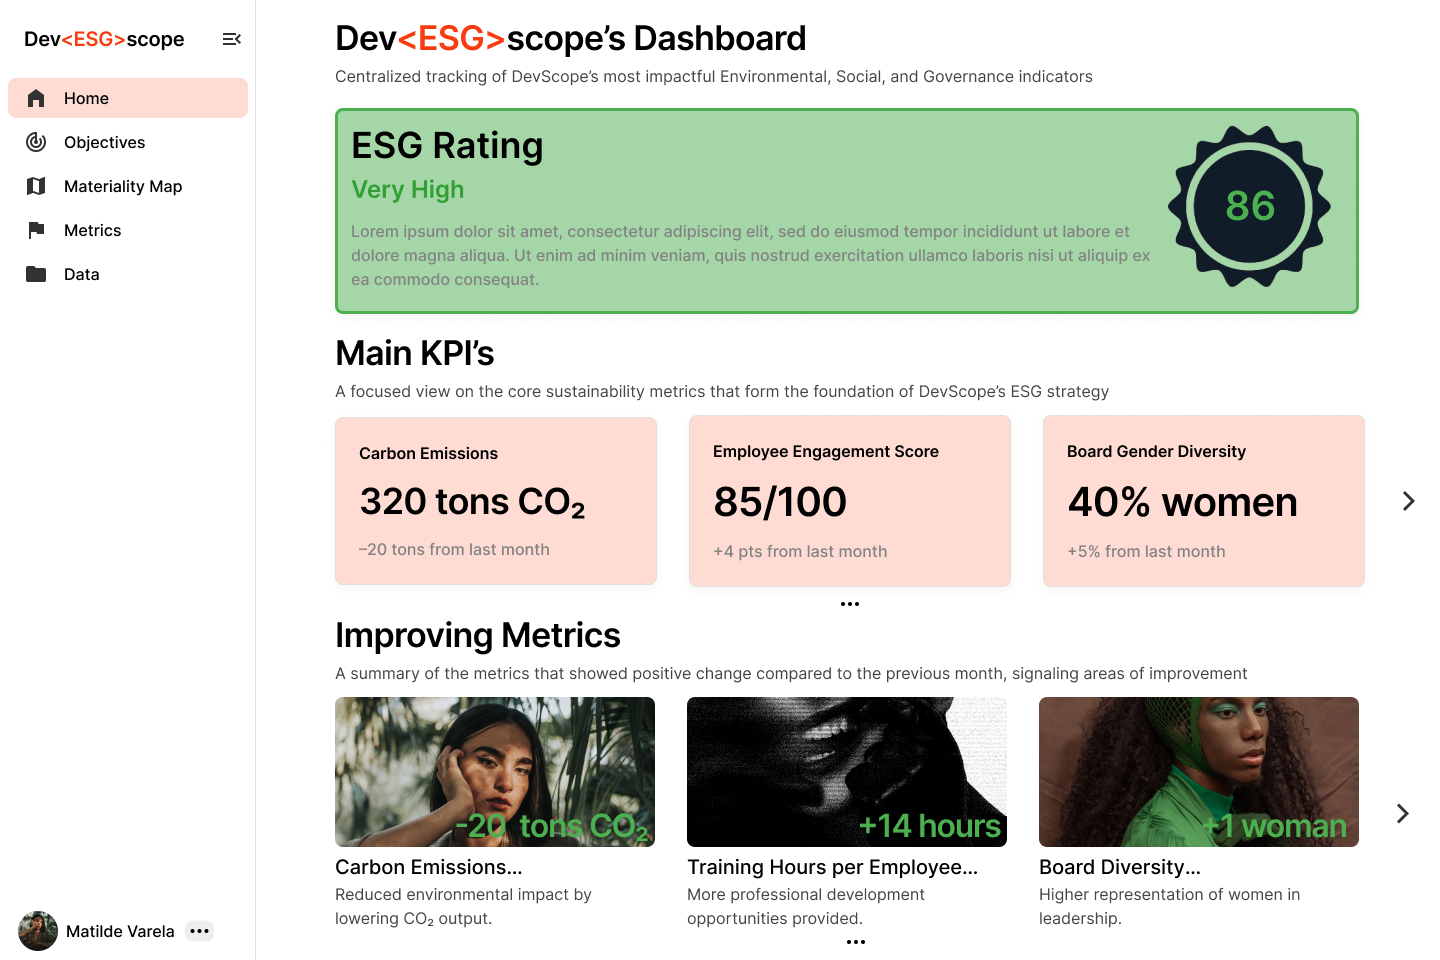 Dev<ESG>scope
Home
Objectives
Materiality Map
Metrics
Data
Matilde Varela
Dev<ESG>scope’s Dashboard
Centralized tracking of DevScope’s most impactful Environmental, Social, and Governance indicators
ESG Rating
Very High
Lorem ipsum dolor sit amet, consectetur adipiscing elit, sed do eiusmod tempor incididunt ut labore et
dolore magna aliqua. Ut enim ad minim veniam, quis nostrud exercitation ullamco laboris nisi ut aliquip ex
ea commodo consequat.
86
Main KPI’s
A focused view on the core sustainability metrics that form the foundation of DevScope’s ESG strategy
Carbon Emissions
320 tons CO₂
–20 tons from last month
Employee Engagement Score
85/100
+4 pts from last month
Board Gender Diversity
40% women
+5% from last month
Improving Metrics
A summary of the metrics that showed positive change compared to the previous month, signaling areas of improvement
-20 tons CO₂
Carbon Emissions...
Reduced environmental impact by
lowering CO₂ output.
+14 hours
Training Hours per Employee...
More professional development
opportunities provided.
+1 woman
Board Diversity...
Higher representation of women in
leadership.